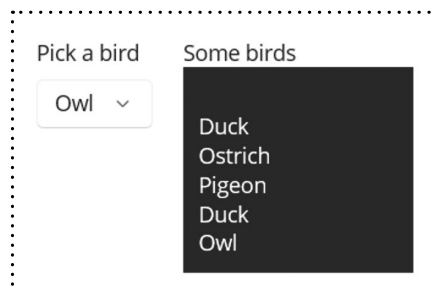 Pick a bird
Owl
Some birds
Duck
Ostrich
Pigeon
Duck
Owl